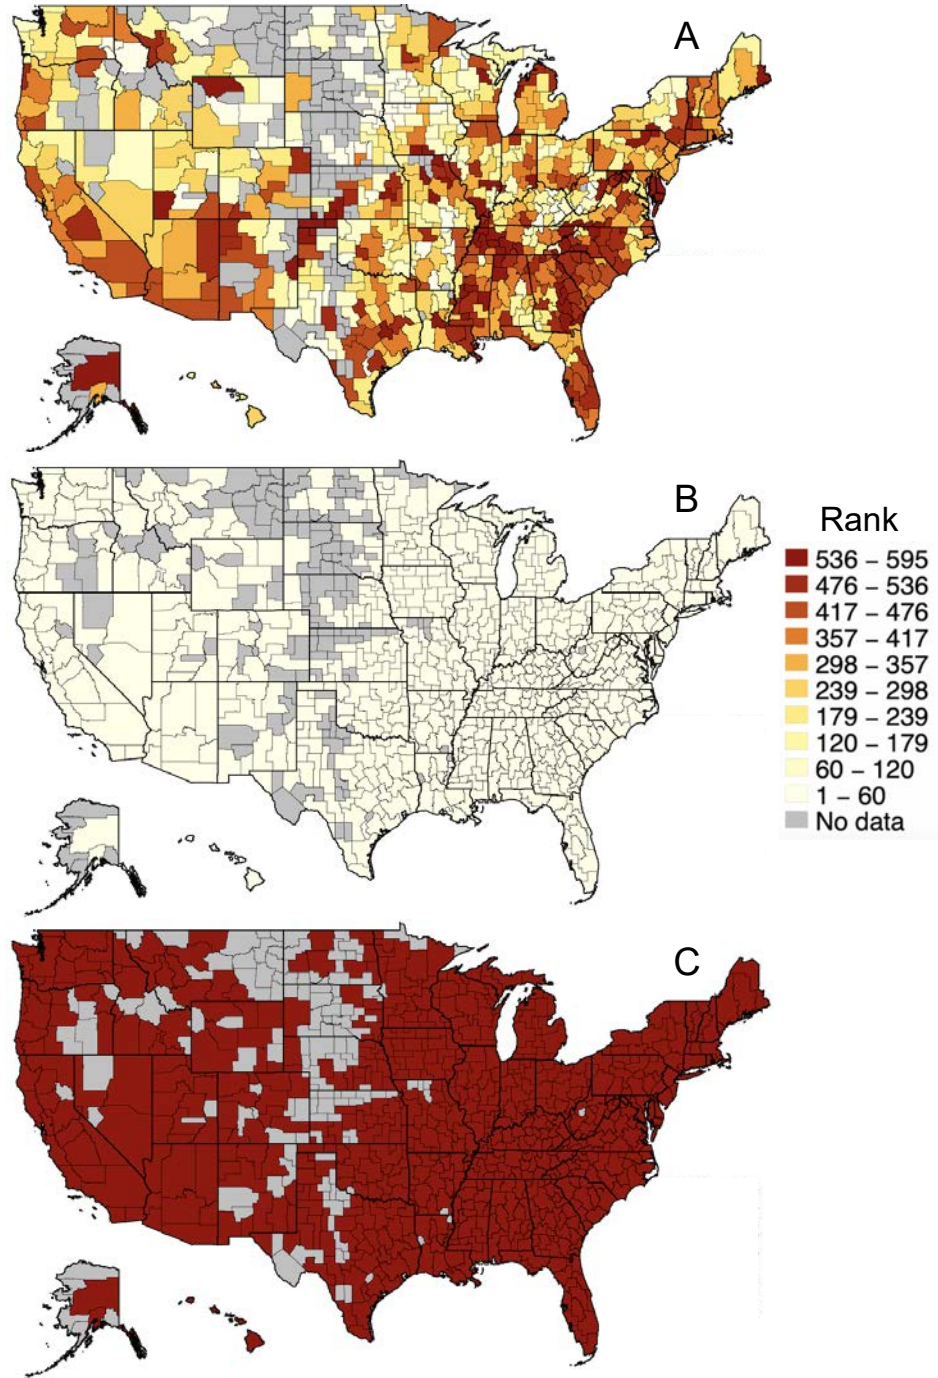 A
B
Rank
536 – 595
476 – 536
417 – 476
357 – 417
298 – 357
239 – 298
179 – 239
120 – 179
60 – 120
1 – 60
No data
C